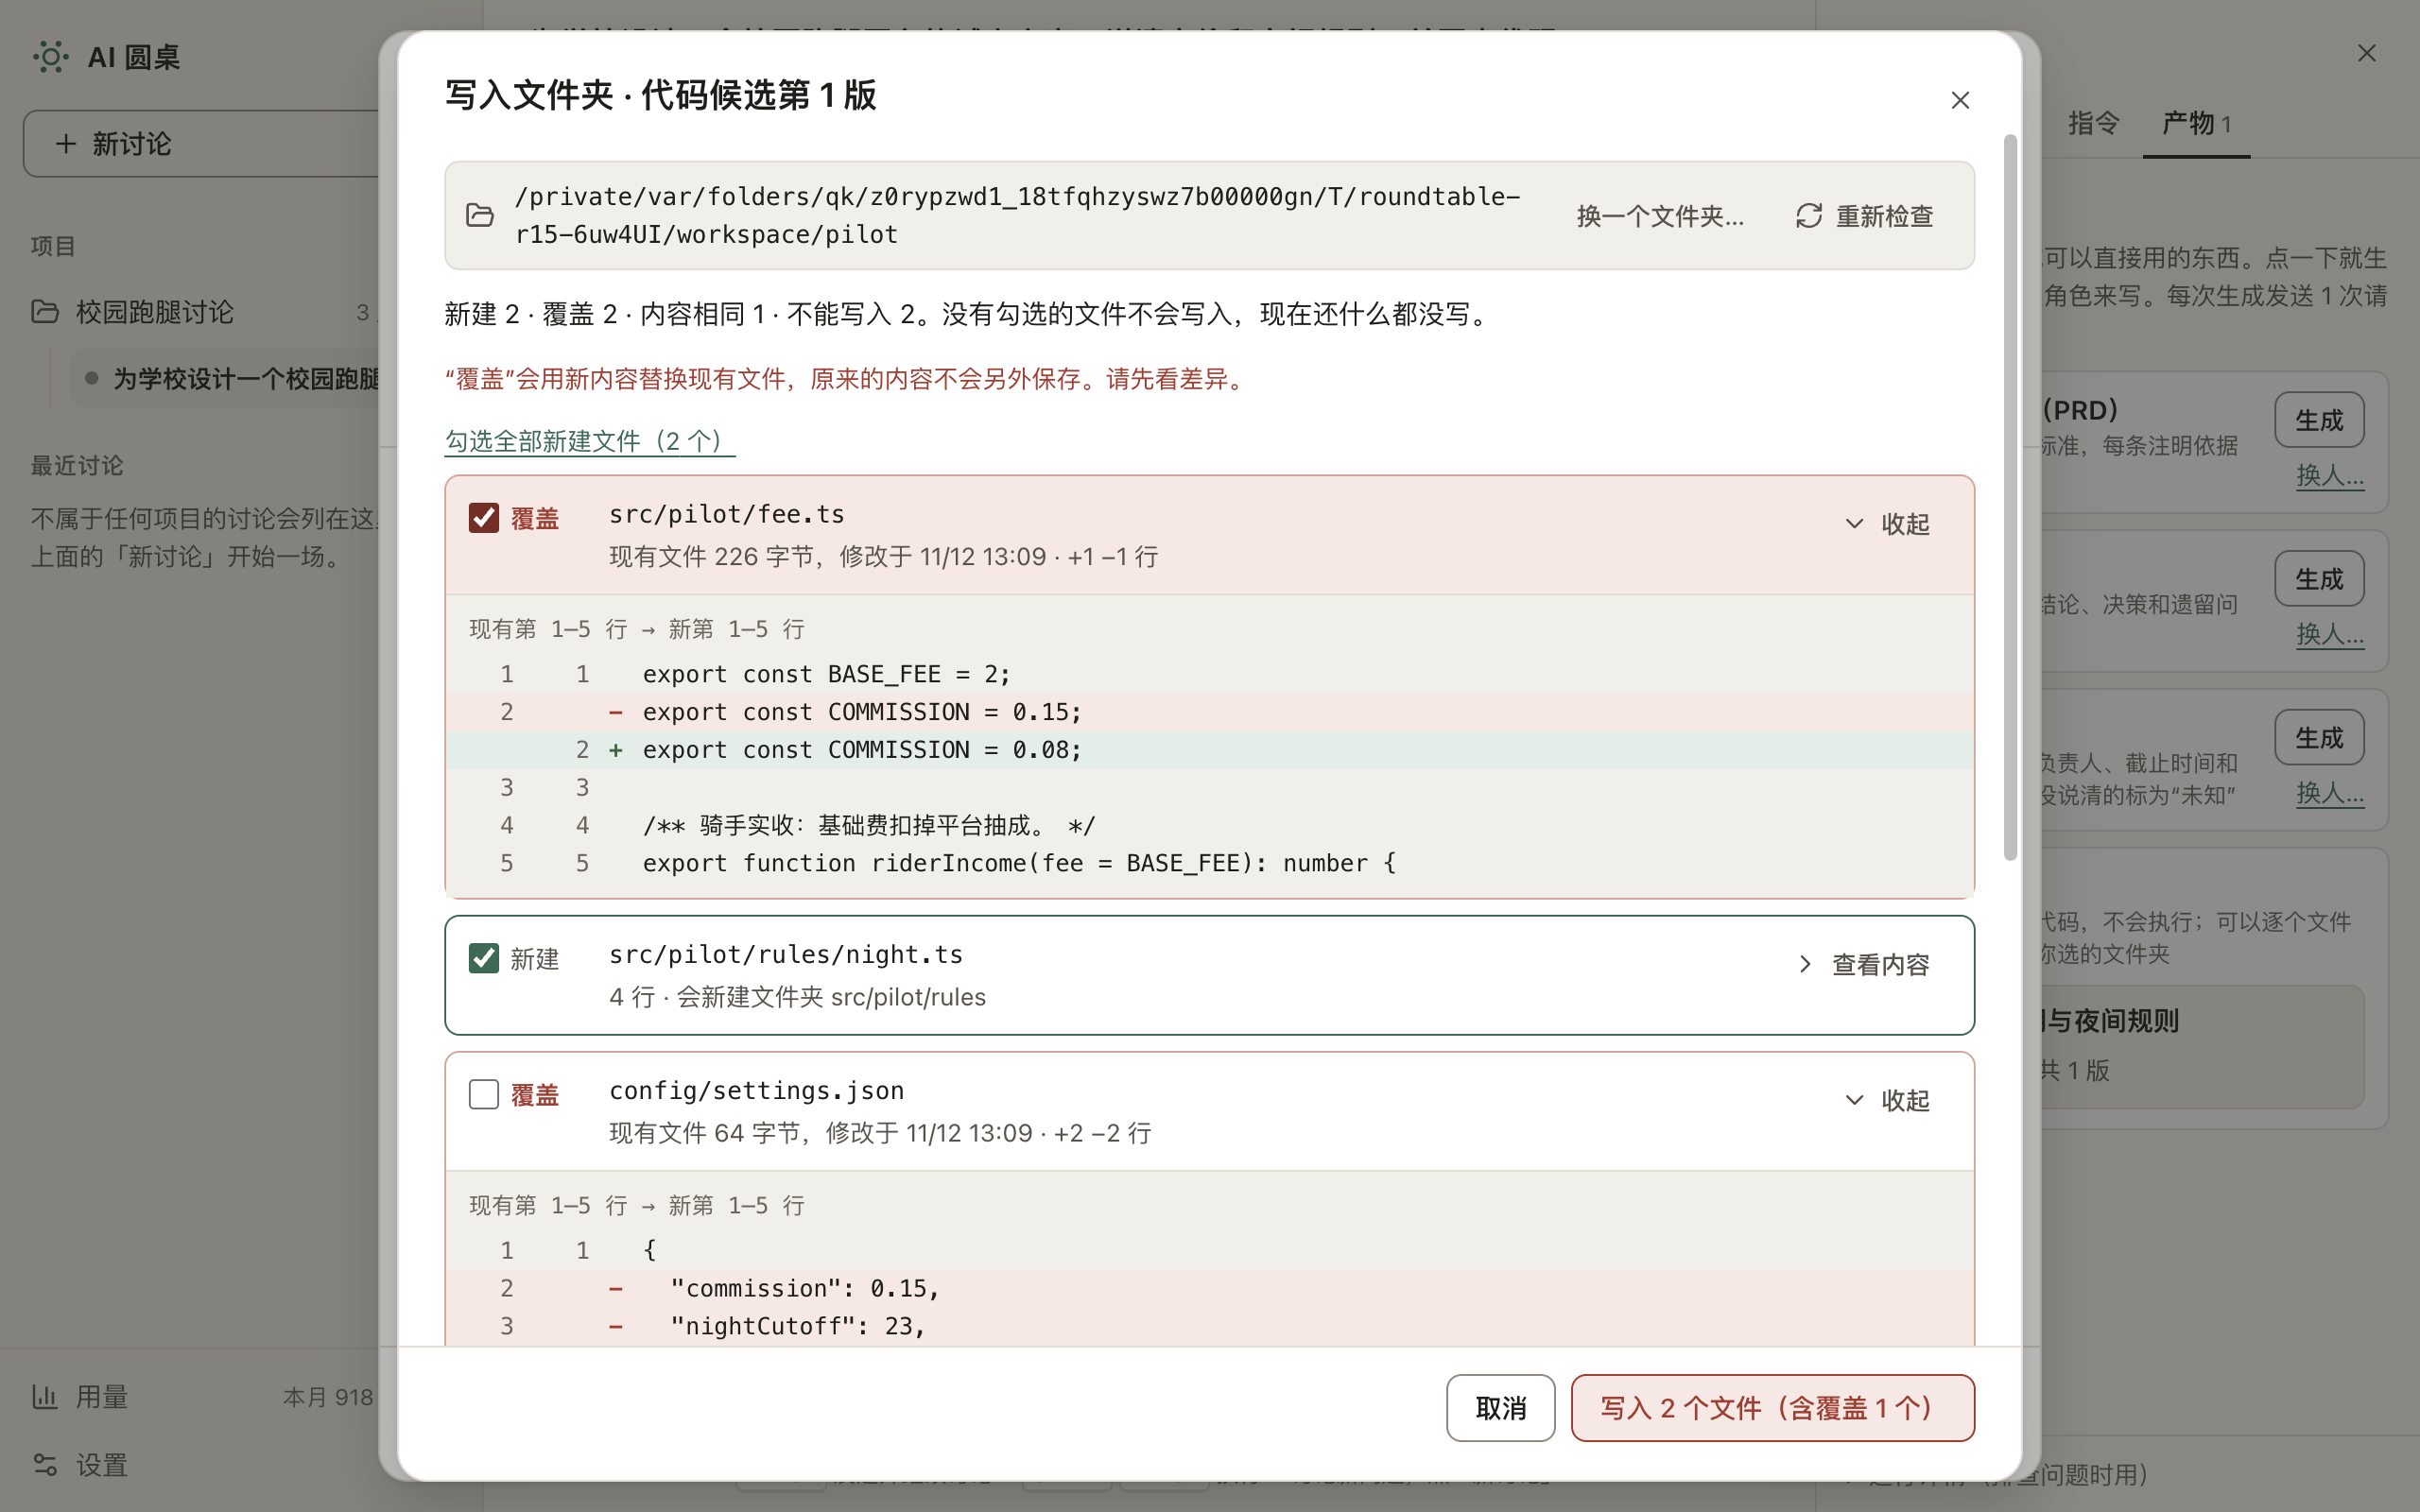 AI 圆桌
新讨论
项目
校园跑腿讨论 3
为学校设计一个校园跑腿
最近讨论
不属于任何项目的讨论会列在这
上面的「新讨论」开始一场。
用量 本月 918
设置
写入文件夹 · 代码候选第 1 版
/private/var/folders/qk/z0rypzwd1_18tfqhzyswz7b00000gn/T/roundtable-
r15-6uw4UI/workspace/pilot
换一个文件夹... 重新检查
新建 2 · 覆盖 2 · 内容相同 1 · 不能写入 2。没有勾选的文件不会写入，现在还什么都没写。
“覆盖”会用新内容替换现有文件，原来的内容不会另外保存。请先看差异。
勾选全部新建文件（2 个）
覆盖 src/pilot/fee.ts 收起
现有文件 226 字节，修改于 11/12 13:09 · +1 −1 行
现有第 1–5 行 → 新第 1–5 行
1 1 export const BASE_FEE = 2;
2 − export const COMMISSION = 0.15;
2 + export const COMMISSION = 0.08;
3 3
4 4 /** 骑手实收：基础费扣掉平台抽成。 */
5 5 export function riderIncome(fee = BASE_FEE): number {
新建 src/pilot/rules/night.ts 查看内容
4 行 · 会新建文件夹 src/pilot/rules
覆盖 config/settings.json 收起
现有文件 64 字节，修改于 11/12 13:09 · +2 −2 行
现有第 1–5 行 → 新第 1–5 行
1 1 {
2 − "commission": 0.15,
3 − "nightCutoff": 23,
取消 写入 2 个文件（含覆盖 1 个）
指令 产物 1
可以直接用的东西。点一下就生
角色来写。每次生成发送 1 次请
(PRD) 生成
标准，每条注明依据
换人...
生成
结论、决策和遗留问
换人...
生成
负责人、截止时间和
没说清的标为“未知”
换人...
代码，不会执行；可以逐个文件
你选的文件夹
与夜间规则
共 1 版
查问题时用）